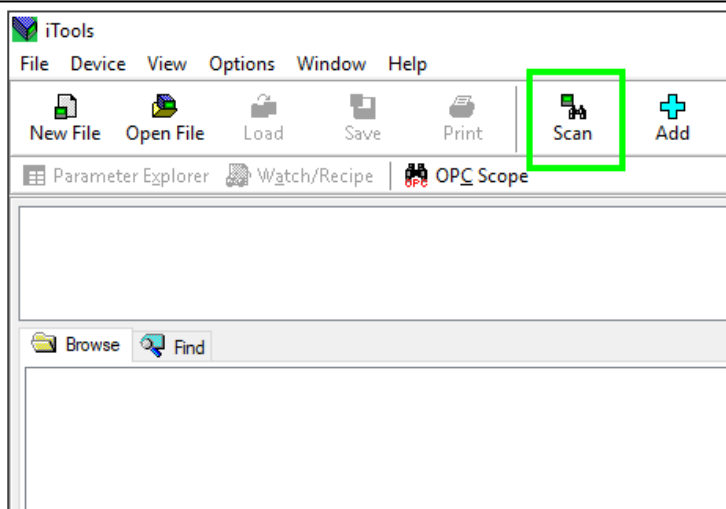 iTools
File Device View Options Window Help
New File Open File Load Save Print Scan Add
Parameter Explorer Watch/Recipe OPC OPC Scope
Browse Find